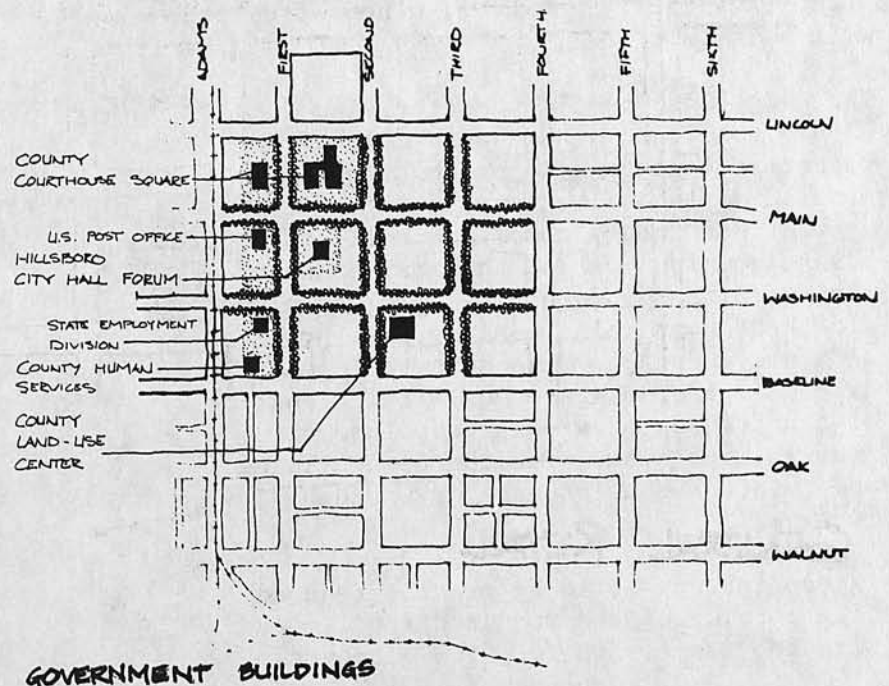 ADAMS
FIRST
SECOND
THIRD
FOURTH
FIFTH
SIXTH
LINCOLN
COUNTY
COURTHOUSE SQUARE
MAIN
U.S. POST OFFICE
HILLSBORO
CITY HALL FORUM
WASHINGTON
STATE EMPLOYMENT
DIVISION
COUNTY HUMAN
SERVICES
BASELINE
COUNTY
LAND-USE
CENTER
OAK
WALNUT
GOVERNMENT BUILDINGS